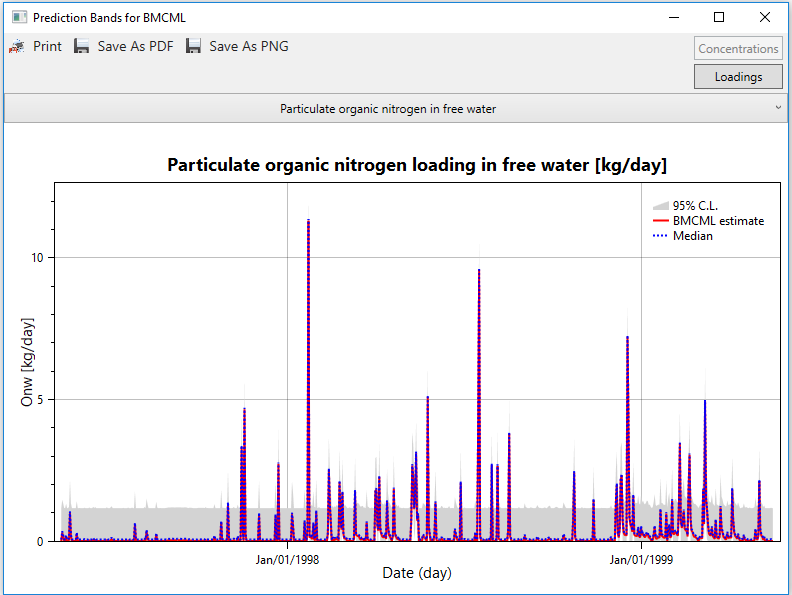 Prediction Bands for BMCML
Print Save As PDF Save As PNG
Concentrations
Loadings
Particulate organic nitrogen in free water
Particulate organic nitrogen loading in free water [kg/day]
95% C.L.
BMCML estimate
Median
10
5
0
Onw [kg/day]
Jan/01/1998 Jan/01/1999
Date (day)